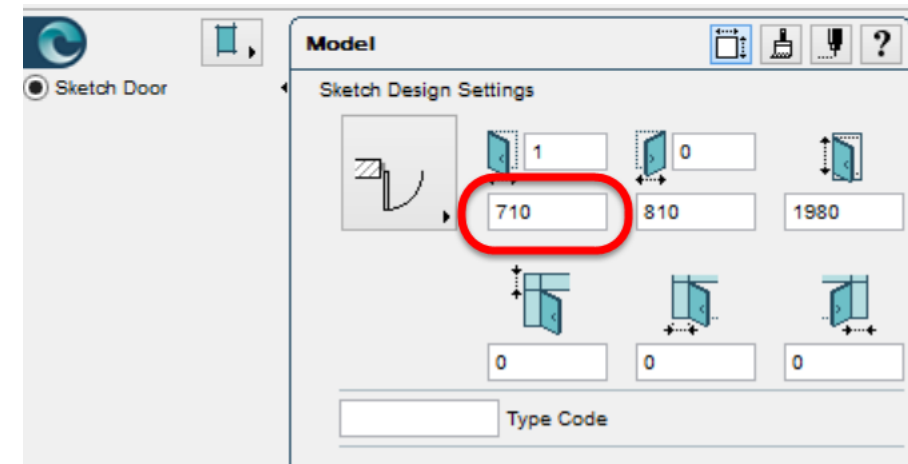 Model
?
Sketch Door
Sketch Design Settings
1
0
710
810
1980
0
0
0
Type Code